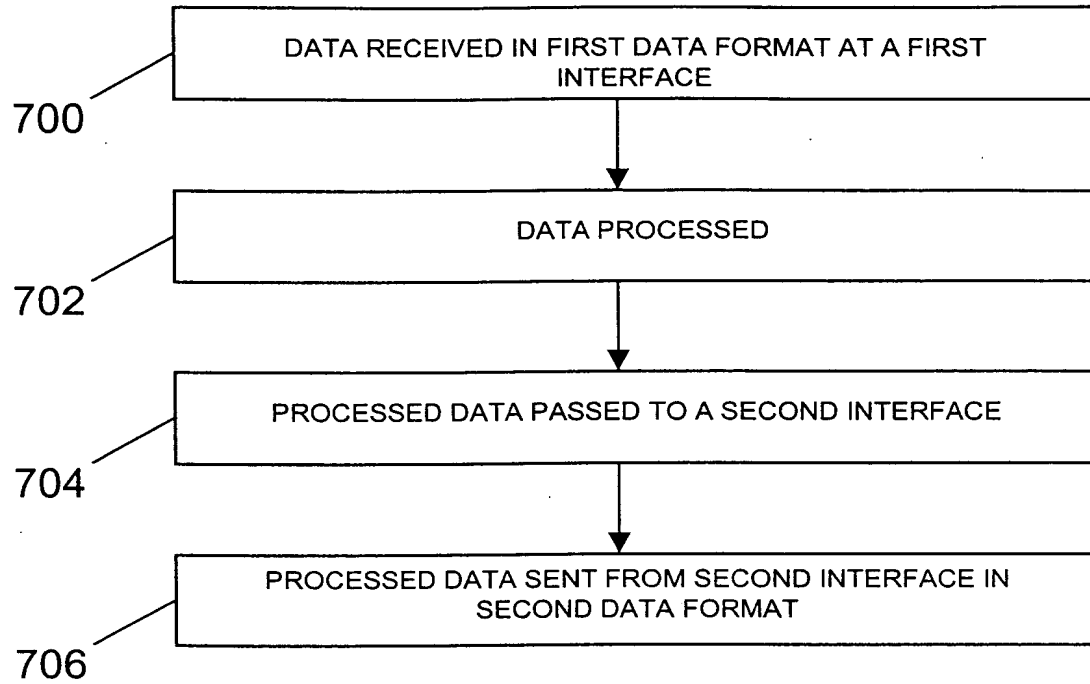 DATA RECEIVED IN FIRST DATA FORMAT AT A FIRST
INTERFACE
700
DATA PROCESSED
702
PROCESSED DATA PASSED TO A SECOND INTERFACE
704
PROCESSED DATA SENT FROM SECOND INTERFACE IN
SECOND DATA FORMAT
706